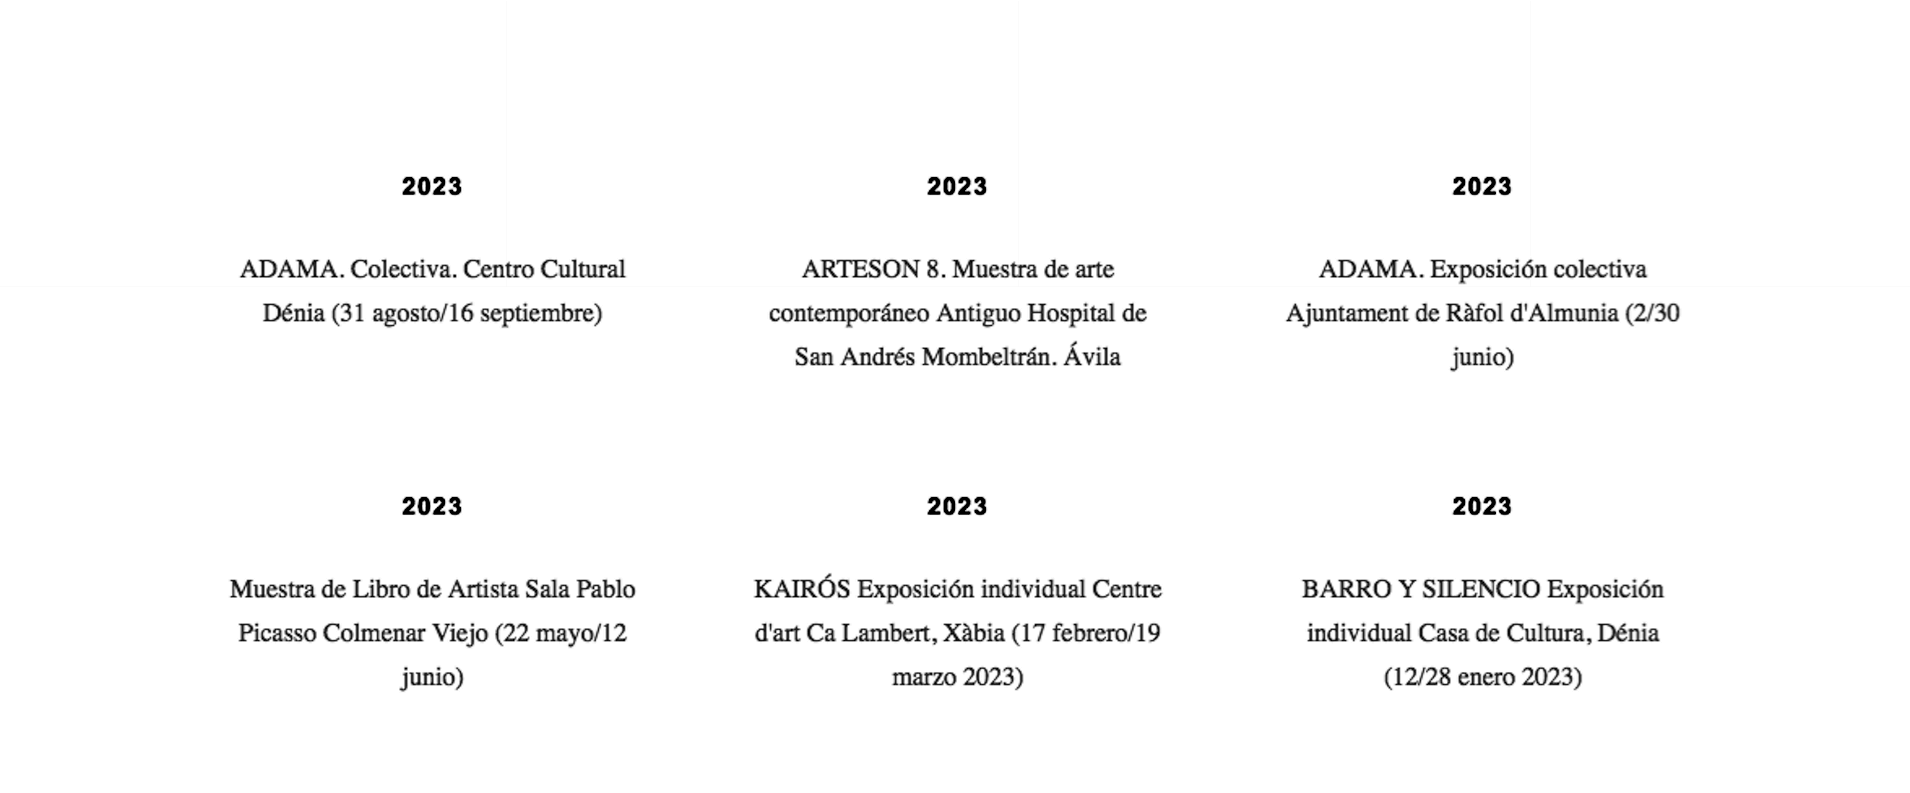 2023
ADAMA. Colectiva. Centro Cultural
Dénia (31 agosto/16 septiembre)
2023
ARTESON 8. Muestra de arte
contemporáneo Antiguo Hospital de
San Andrés Mombeltrán. Ávila
2023
ADAMA. Exposición colectiva
Ajuntament de Ràfol d'Almunia (2/30
junio)
2023
Muestra de Libro de Artista Sala Pablo
Picasso Colmenar Viejo (22 mayo/12
junio)
2023
KAIRÓS Exposición individual Centre
d'art Ca Lambert, Xàbia (17 febrero/19
marzo 2023)
2023
BARRO Y SILENCIO Exposición
individual Casa de Cultura, Dénia
(12/28 enero 2023)